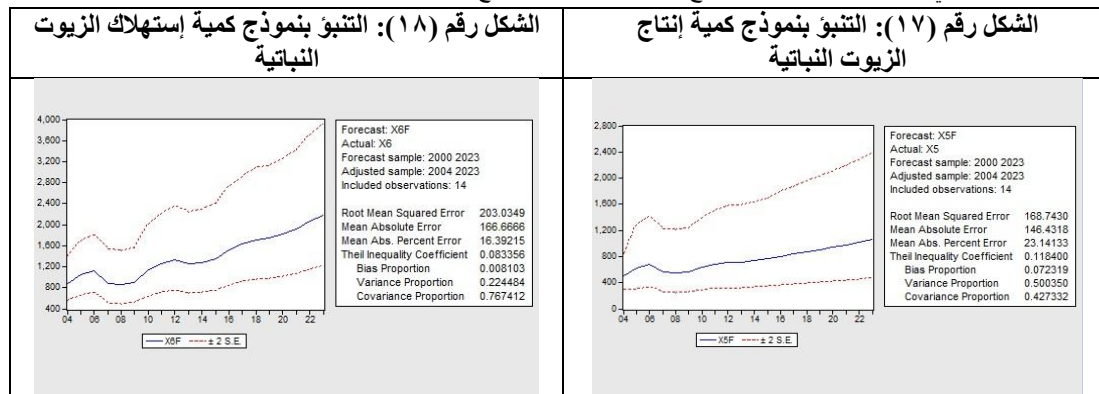 الشكل رقم (١٧): التنبؤ بنموذج كمية إنتاج
الزيوت النباتية
الشكل رقم (١٨): التنبؤ بنموذج كمية إستهلاك الزيوت
النباتية
2,800
2,400
2,000
1,600
1,200
800
400
0
04 06 08 10 12 14 16 18 20 22
X5F ± 2 S.E.
Forecast: X5F
Actual: X5
Forecast sample: 2000 2023
Adjusted sample: 2004 2023
Included observations: 14
Root Mean Squared Error 168.7430
Mean Absolute Error 146.4318
Mean Abs. Percent Error 23.14133
Theil Inequality Coefficient 0.118400
Bias Proportion 0.072319
Variance Proportion 0.500350
Covariance Proportion 0.427332
4,000
3,600
3,200
2,800
2,400
2,000
1,600
1,200
800
400
04 06 08 10 12 14 16 18 20 22
X6F ± 2 S.E.
Forecast: X6F
Actual: X6
Forecast sample: 2000 2023
Adjusted sample: 2004 2023
Included observations: 14
Root Mean Squared Error 203.0349
Mean Absolute Error 166.6666
Mean Abs. Percent Error 16.39215
Theil Inequality Coefficient 0.083356
Bias Proportion 0.008103
Variance Proportion 0.224484
Covariance Proportion 0.767412